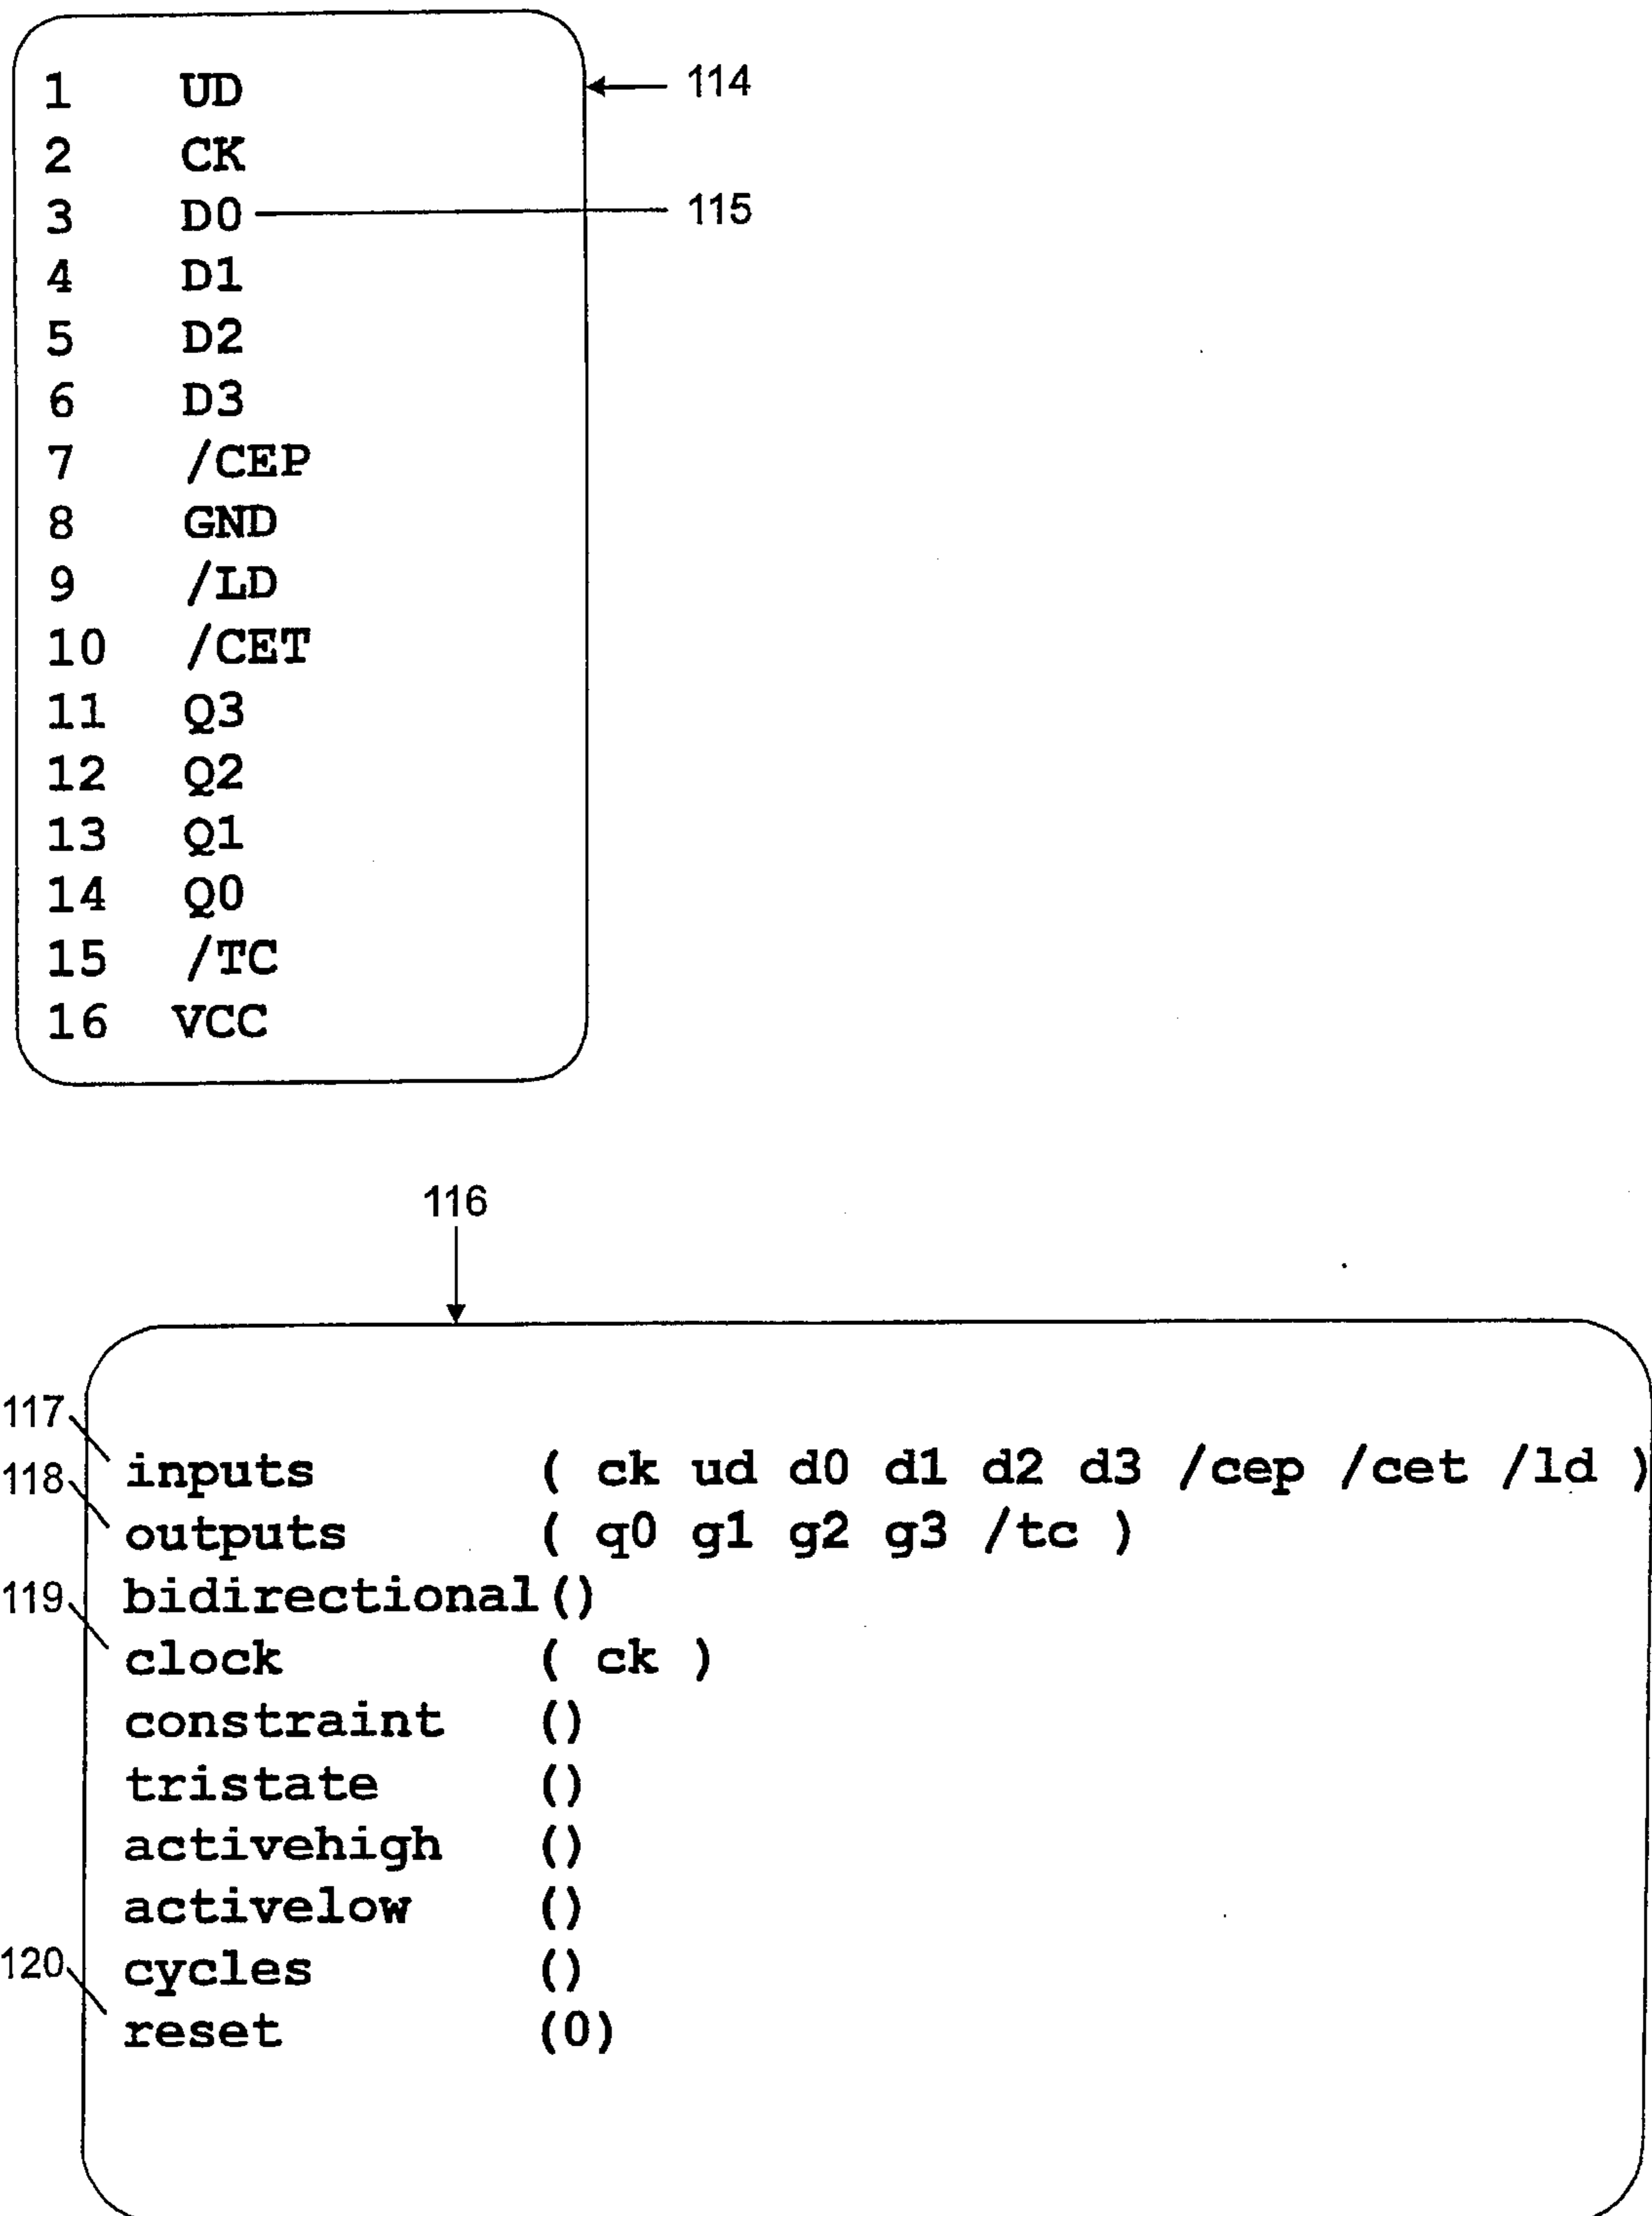 1 UD
114
2 CK
3 D0
115
4 D1
5 D2
6 D3
7 /CEP
8 GND
9 /LD
10 /CET
11 Q3
12 Q2
13 Q1
14 Q0
15 /TC
16 VCC
116
117
inputs ( ck ud d0 d1 d2 d3 /cep /cet /ld )
118
outputs ( q0 g1 g2 g3 /tc )
bidirectional()
119
clock ( ck )
constraint ()
tristate ()
activehigh ()
activelow ()
cycles ()
120
reset (0)